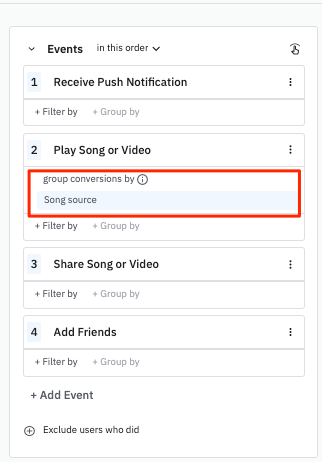 Events in this order
1 Receive Push Notification
+ Filter by + Group by
2 Play Song or Video
group conversions by
Song source
+ Filter by + Group by
3 Share Song or Video
+ Filter by + Group by
4 Add Friends
+ Filter by + Group by
+ Add Event
Exclude users who did